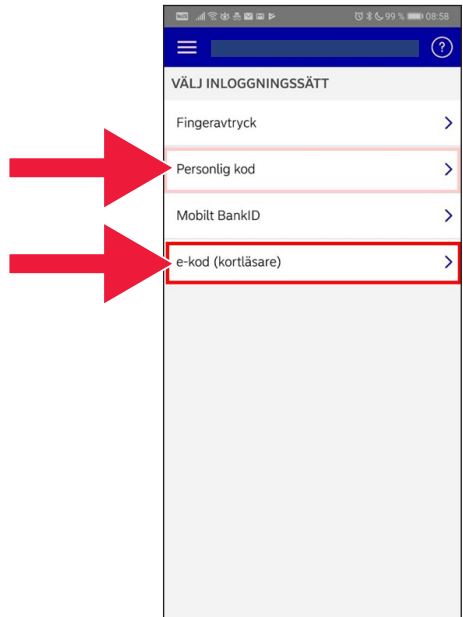 99 % 08:58
?
VÄLJ INLOGGNINGSSÄTT
Fingeravtryck
Personlig kod
Mobilt BankID
e-kod (kortläsare)